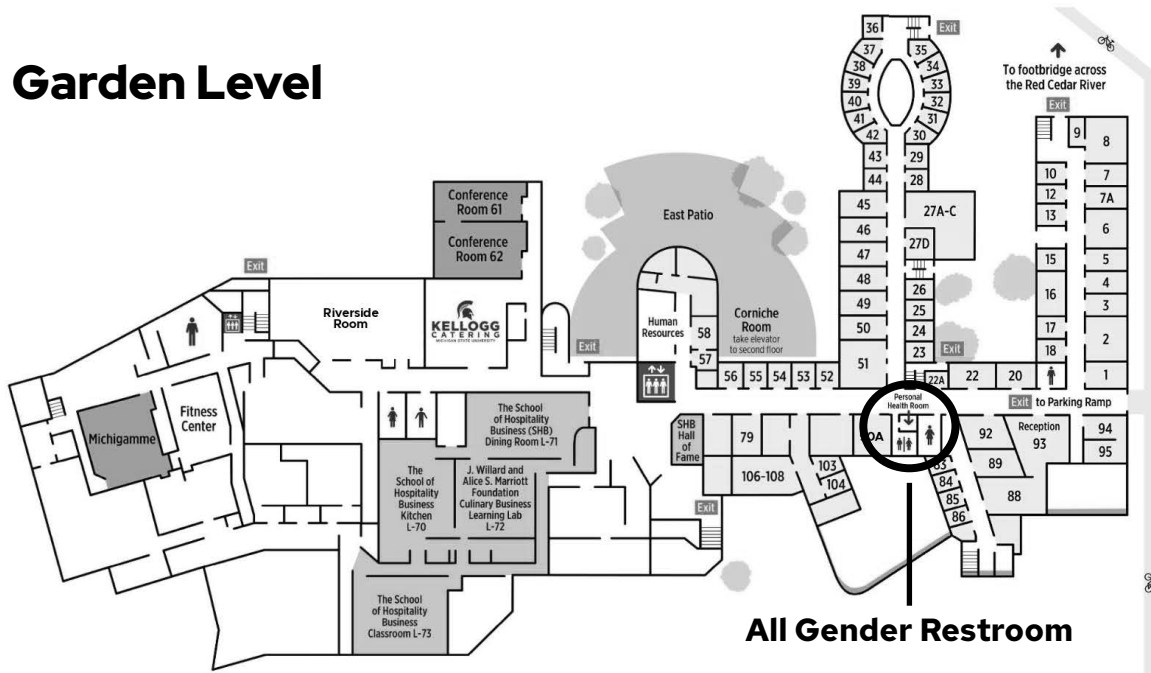 Garden Level
36
Exit
37
35
38
34
39
33
40
32
41
31
42
30
43
29
44
28
45
27A-C
46
27D
47
48
26
49
25
50
24
51
23
Exit
22A
22
20
To footbridge across
the Red Cedar River
Exit
9
8
10
7
12
7A
13
6
15
5
16
4
3
17
2
18
1
Conference
Room 61
Conference
Room 62
East Patio
Exit
Riverside
Room
KELLOGG
CATERING
MICHIGAN STATE UNIVERSITY
Human
Resources
58
57
Corniche
Room
take elevator
to second floor
Exit
56
55
54
53
52
Personal
Health Room
Exit to Parking Ramp
Michigamme
Fitness
Center
The School
of Hospitality
Business (SHB)
Dining Room L-71
The
School of
Hospitality
Business
Kitchen
L-70
J. Willard and
Alice S. Marriott
Foundation
Culinary Business
Learning Lab
L-72
The School
of Hospitality
Business
Classroom L-73
SHB
Hall
of
Fame
79
106-108
103
104
Exit
83
84
85
86
92
Reception
93
94
95
89
88
All Gender Restroom